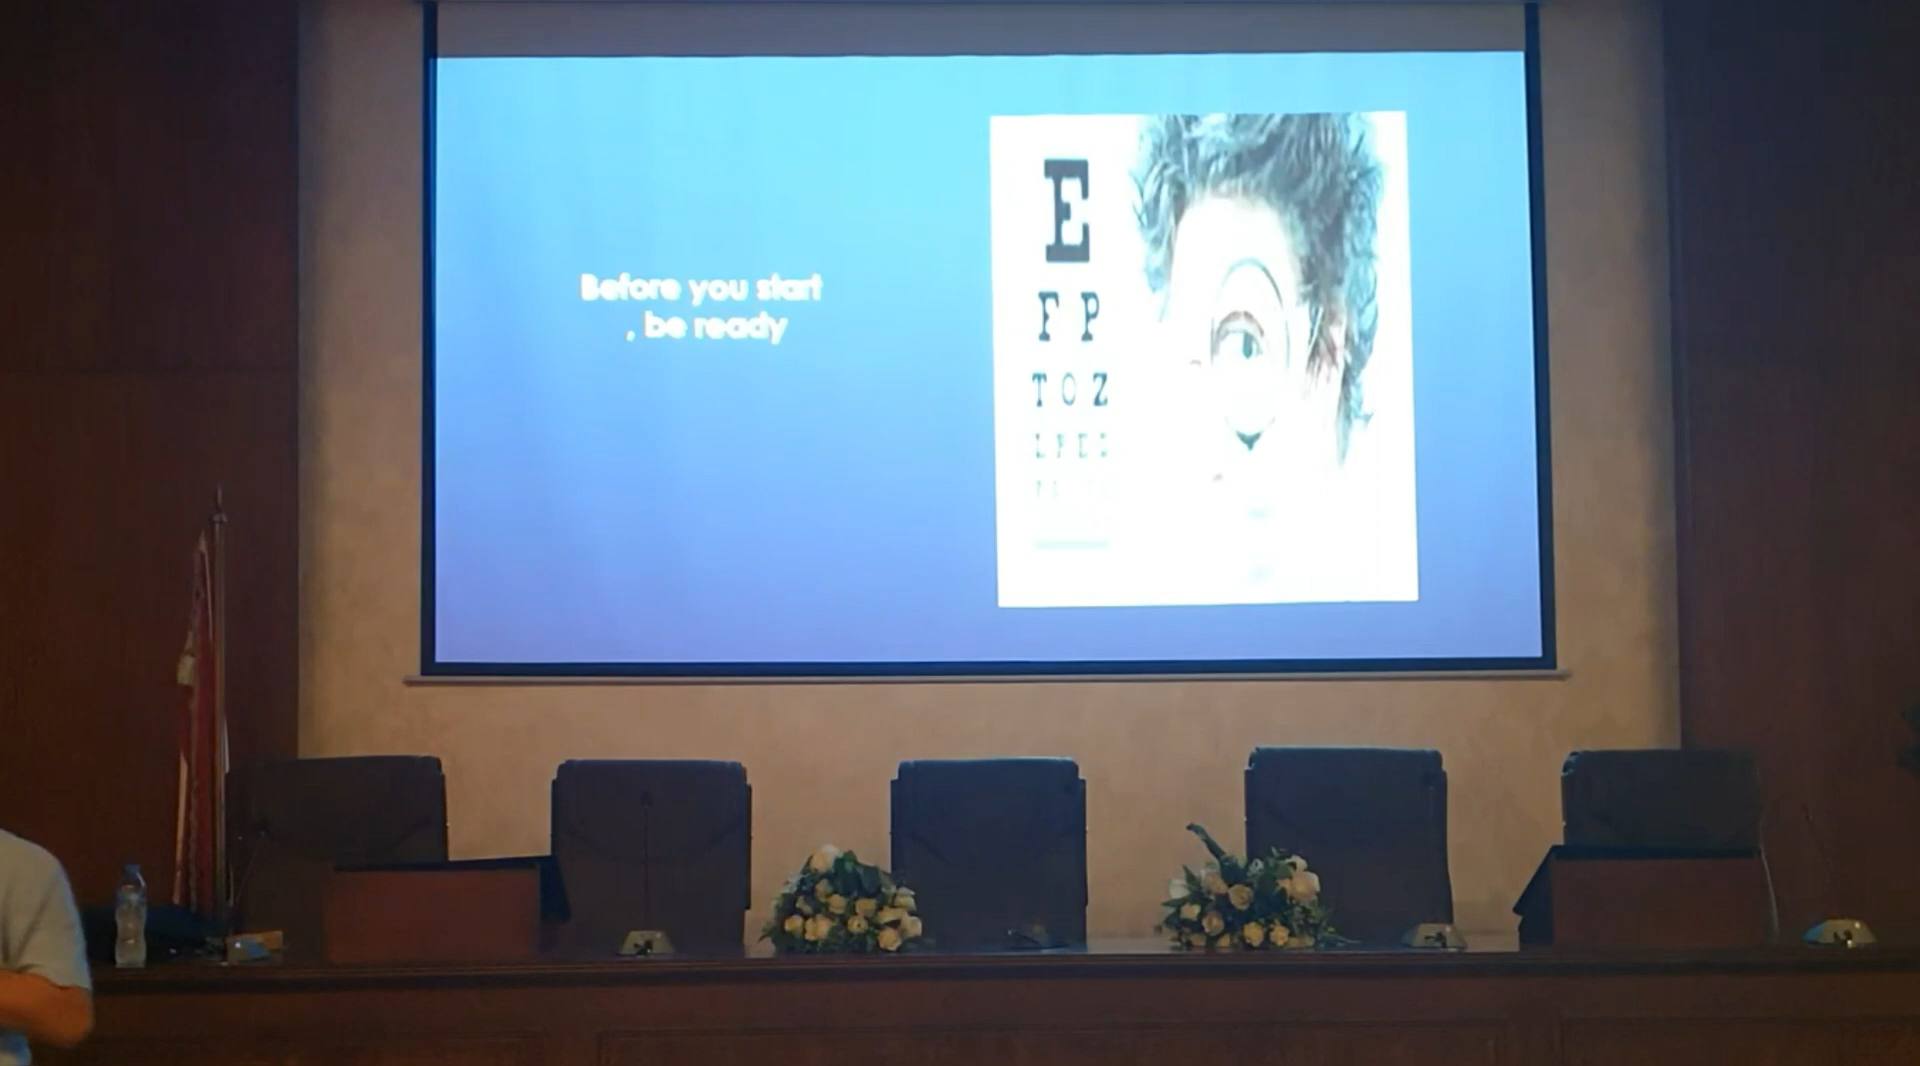 Before you start
, be ready
E
F P
T O Z
L P E D